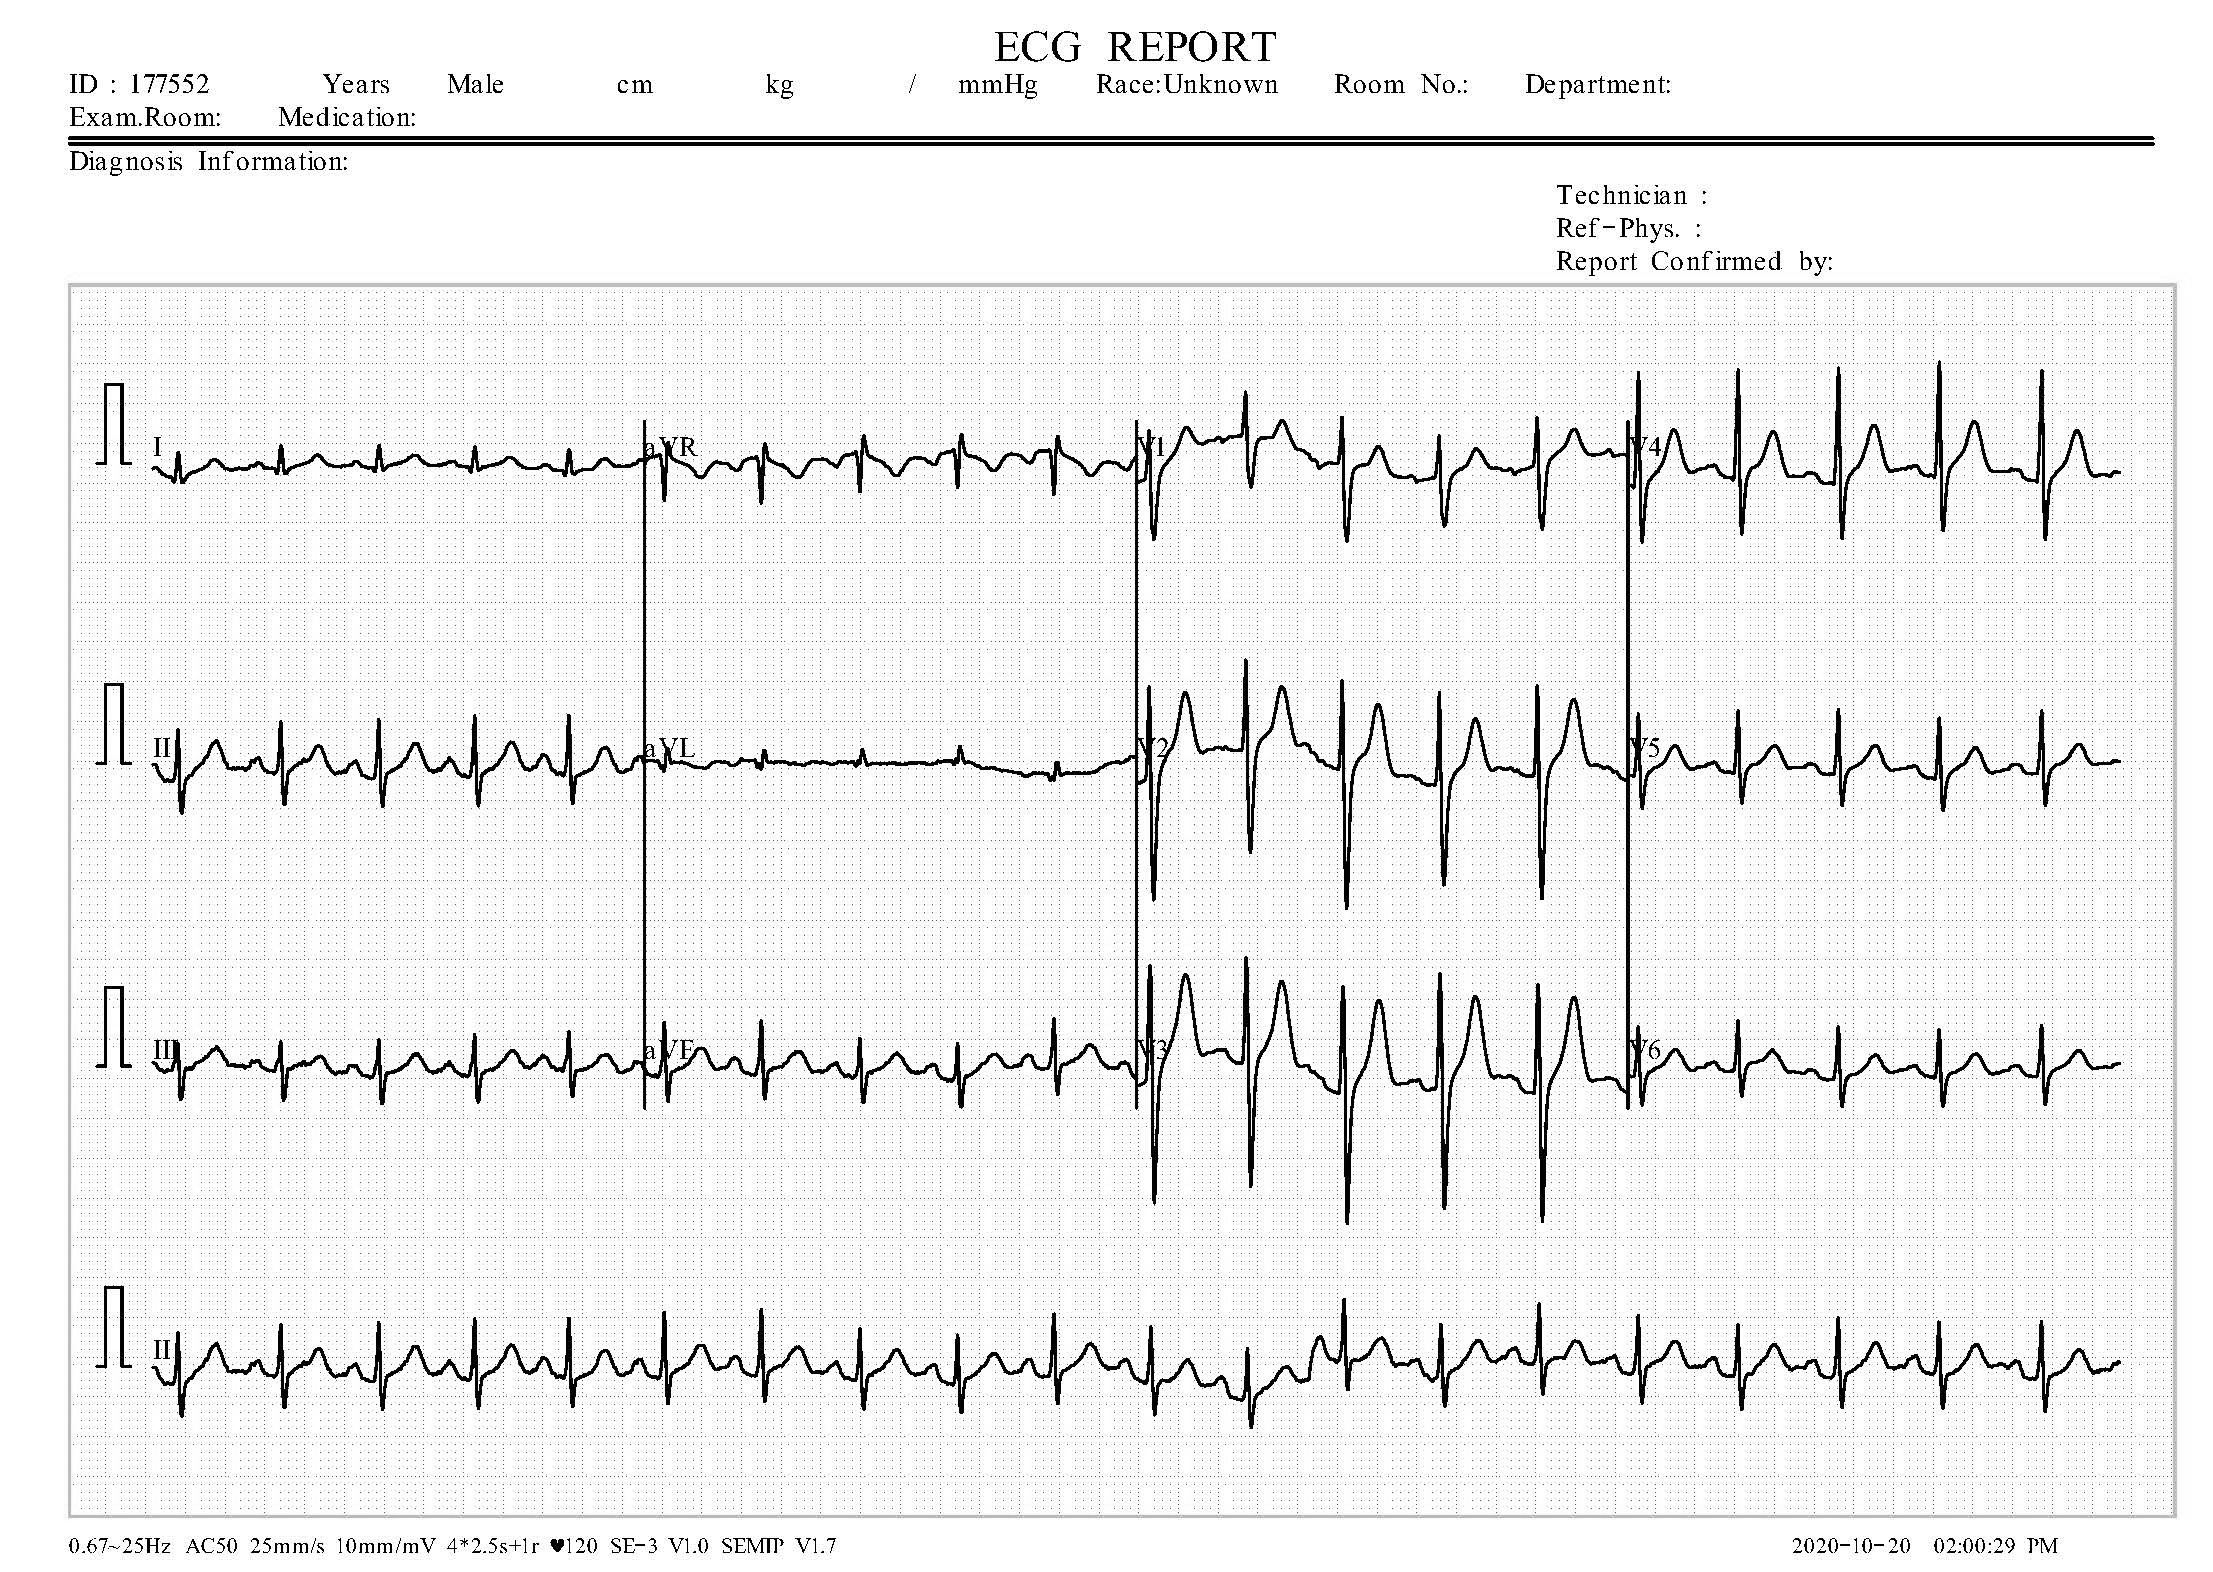 ECG REPORT
ID : 177552 Years Male cm kg / mmHg Race:Unknown Room No.: Department:
Exam.Room: Medication:
Diagnosis Information:
Technician :
Ref-Phys. :
Report Confirmed by:
I aVR V1 V4
II aVL V2 V5
III aVF V3 V6
II
0.67~25Hz AC50 25mm/s 10mm/mV 4*2.5s+1r ♥120 SE-3 V1.0 SEMIP V1.7 2020-10-20 02:00:29 PM